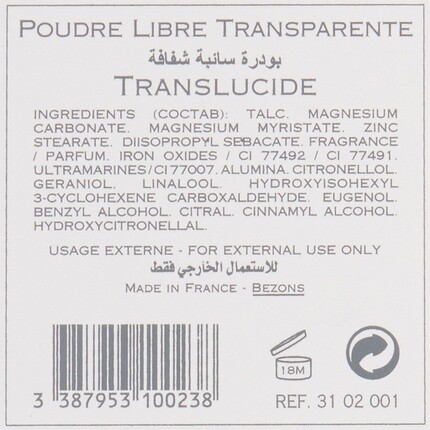 POUDRE LIBRE TRANSPARENTE
بودرة سائبة شفافة
TRANSLUCIDE
INGREDIENTS (COCTAB): TALC. MAGNESIUM
CARBONATE. MAGNESIUM MYRISTATE. ZINC
STEARATE. DIISOPROPYL SEBACATE. FRAGRANCE
/ PARFUM. IRON OXIDES / CI 77492 / CI 77491.
ULTRAMARINES/CI 77007. ALUMINA. CITRONELLOL.
GERANIOL. LINALOOL. HYDROXYISOHEXYL
3-CYCLOHEXENE CARBOXALDEHYDE. EUGENOL.
BENZYL ALCOHOL. CITRAL. CINNAMYL ALCOHOL.
HYDROXYCITRONELLAL.
USAGE EXTERNE - FOR EXTERNAL USE ONLY
للاستعمال الخارجي فقط
MADE IN FRANCE - BEZONS
18M
3 387953 100238
REF. 31 02 001